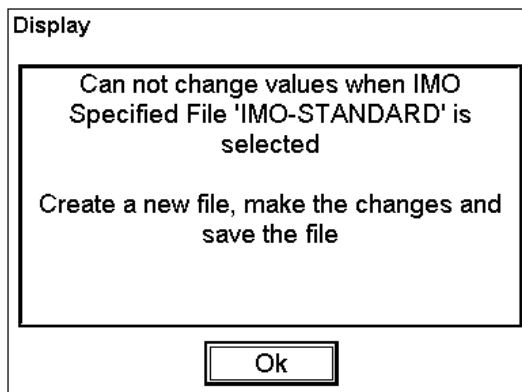 Display
Can not change values when IMO
Specified File 'IMO-STANDARD' is
selected
Create a new file, make the changes and
save the file
Ok